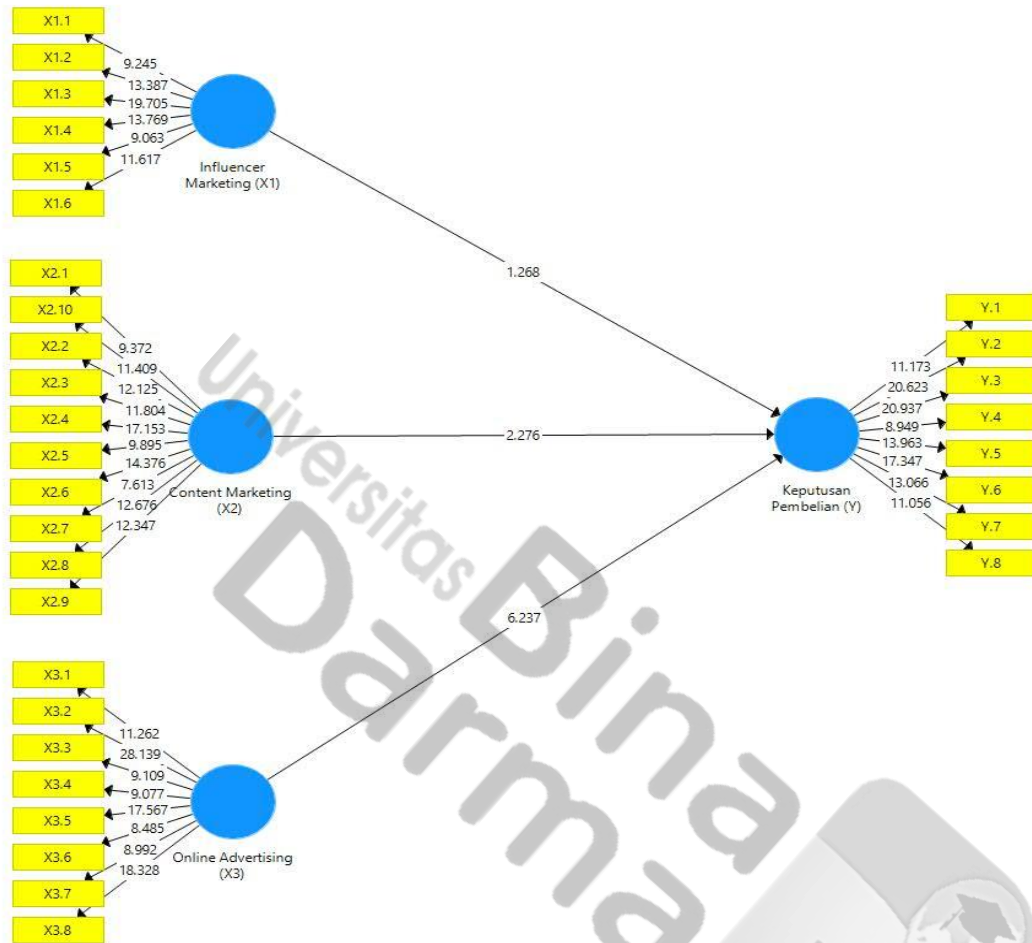 X1.1
X1.2
X1.3
X1.4
X1.5
X1.6
9.245
13.387
19.705
13.769
9.063
11.617
Influencer
Marketing (X1)
1.268
X2.1
X2.10
X2.2
X2.3
X2.4
X2.5
X2.6
X2.7
X2.8
X2.9
9.372
11.409
12.125
11.804
17.153
9.895
14.376
7.613
12.676
12.347
Content Marketing
(X2)
2.276
X3.1
X3.2
X3.3
X3.4
X3.5
X3.6
X3.7
X3.8
11.262
28.139
9.109
9.077
17.567
8.485
8.992
18.328
Online Advertising
(X3)
6.237
Keputusan
Pembelian (Y)
11.173
20.623
20.937
8.949
13.963
17.347
13.066
11.056
Y.1
Y.2
Y.3
Y.4
Y.5
Y.6
Y.7
Y.8
Universitas
Bina
Darma